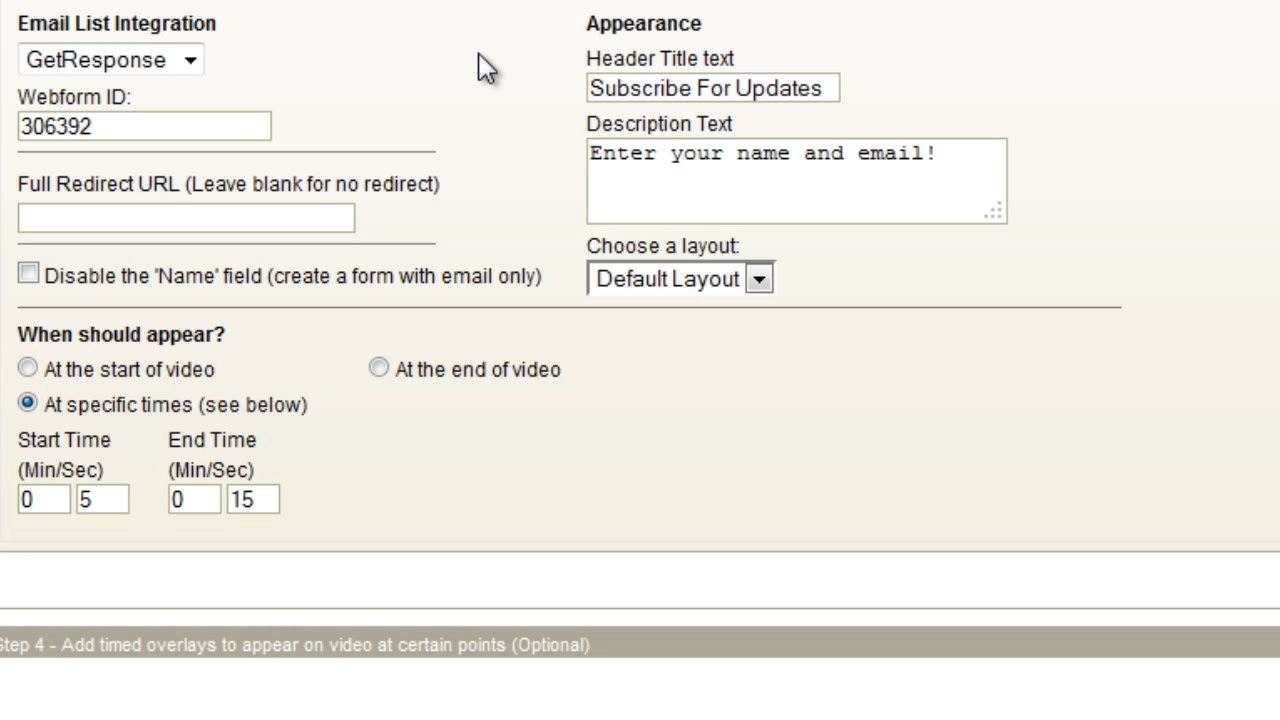 Email List Integration
GetResponse
Webform ID:
306392
Full Redirect URL (Leave blank for no redirect)
Disable the 'Name' field (create a form with email only)
Appearance
Header Title text
Subscribe For Updates
Description Text
Enter your name and email!
Choose a layout:
Default Layout
When should appear?
At the start of video
At the end of video
At specific times (see below)
Start Time End Time
(Min/Sec) (Min/Sec)
0 5 0 15
Step 4 - Add timed overlays to appear on video at certain points (Optional)